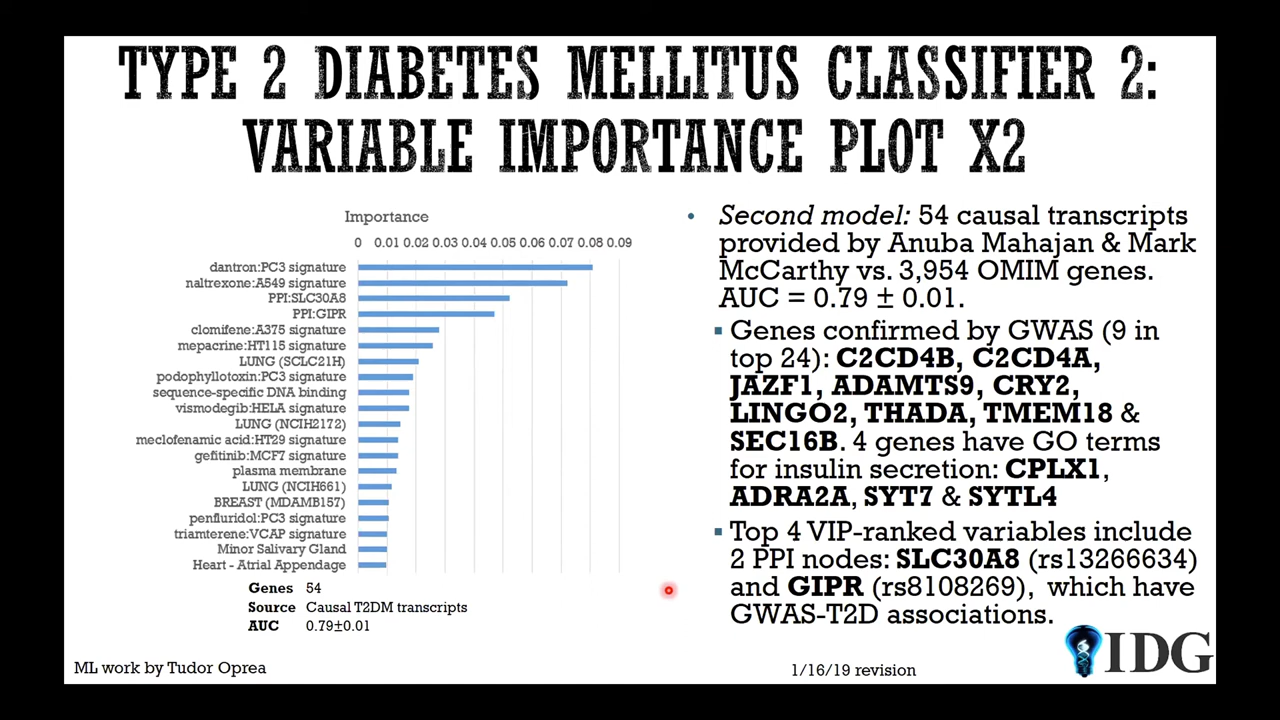 TYPE 2 DIABETES MELLITUS CLASSIFIER 2:
VARIABLE IMPORTANCE PLOT X2
Importance
0 0.01 0.02 0.03 0.04 0.05 0.06 0.07 0.08 0.09
dantron:PC3 signature
naltrexone:A549 signature
PPI:SLC30A8
PPI:GIPR
clomifene:A375 signature
mepacrine:HT115 signature
LUNG (SCLC21H)
podophyllotoxin:PC3 signature
sequence-specific DNA binding
vismodegib:HELA signature
LUNG (NCIH2172)
meclofenamic acid:HT29 signature
gefitinib:MCF7 signature
plasma membrane
LUNG (NCIH661)
BREAST (MDAMB157)
penfluridol:PC3 signature
triamterene:VCAP signature
Minor Salivary Gland
Heart - Atrial Appendage
Genes 54
Source Causal T2DM transcripts
AUC 0.79±0.01
• Second model: 54 causal transcripts
provided by Anuba Mahajan & Mark
McCarthy vs. 3,954 OMIM genes.
AUC = 0.79 ± 0.01.
▪ Genes confirmed by GWAS (9 in
top 24): C2CD4B, C2CD4A,
JAZF1, ADAMTS9, CRY2,
LINGO2, THADA, TMEM18 &
SEC16B. 4 genes have GO terms
for insulin secretion: CPLX1,
ADRA2A, SYT7 & SYTL4
▪ Top 4 VIP-ranked variables include
2 PPI nodes: SLC30A8 (rs13266634)
and GIPR (rs8108269), which have
GWAS-T2D associations.
ML work by Tudor Oprea
1/16/19 revision
IDG